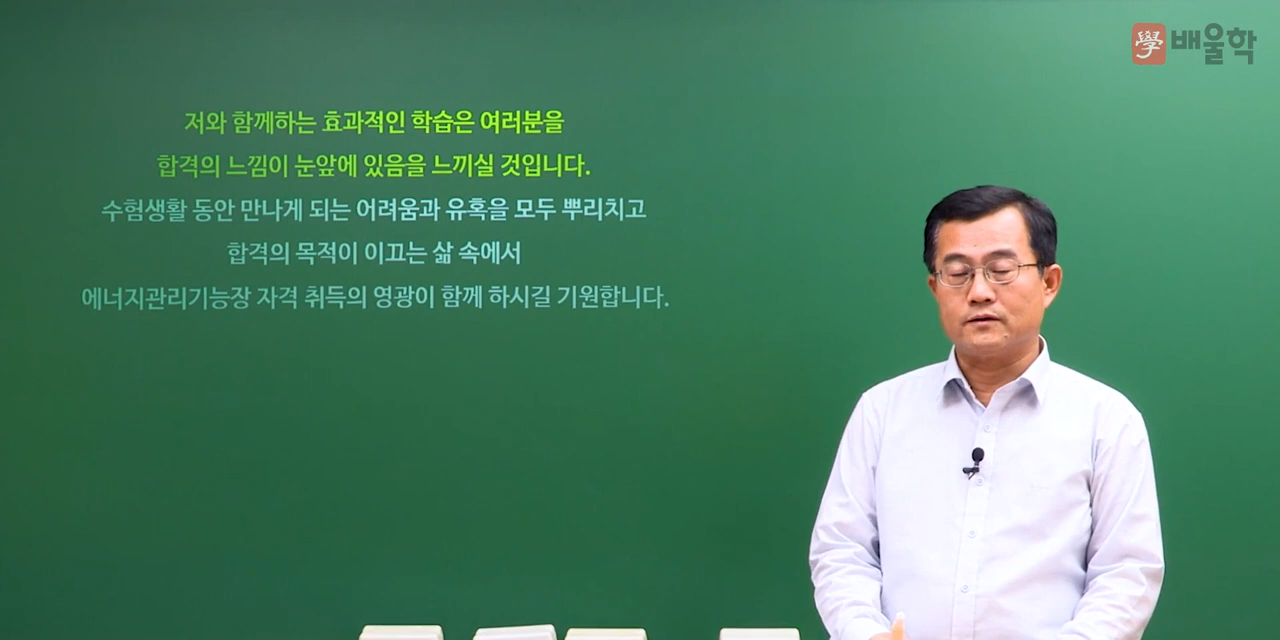 學 배울학
저와 함께하는 효과적인 학습은 여러분을
합격의 느낌이 눈앞에 있음을 느끼실 것입니다.
수험생활 동안 만나게 되는 어려움과 유혹을 모두 뿌리치고
합격의 목적이 이끄는 삶 속에서
에너지관리기능장 자격 취득의 영광이 함께 하시길 기원합니다.